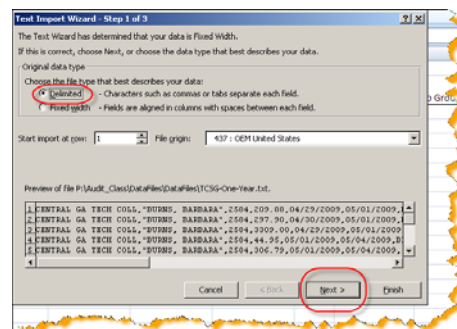 Text Import Wizard - Step 1 of 3
The Text Wizard has determined that your data is Fixed Width.
If this is correct, choose Next, or choose the data type that best describes your data.
Original data type
Choose the file type that best describes your data:
Delimited - Characters such as commas or tabs separate each field.
Fixed width - Fields are aligned in columns with spaces between each field.
Start import at row: 1 File origin: 437 : OEM United States
Preview of file P:\Audit_Class\DataFiles\DataFiles\TCSG-One-Year.txt.
1 CENTRAL GA TECH COLL,"BURNS, BARBARA",2584,209.88,04/29/2009,05/01/2009,
2 CENTRAL GA TECH COLL,"BURNS, BARBARA",2584,297.90,04/30/2009,05/01/2009,
3 CENTRAL GA TECH COLL,"BURNS, BARBARA",2584,3009.00,04/29/2009,05/01/2009
4 CENTRAL GA TECH COLL,"BURNS, BARBARA",2584,44.95,05/01/2009,05/04/2009,
5 CENTRAL GA TECH COLL,"BURNS, BARBARA",2584,306.79,05/01/2009,05/04/2009,
Cancel < Back Next > Finish